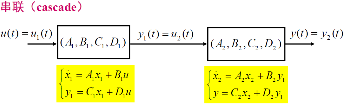 串联（cascade）
u(t) = u₁(t) (A₁, B₁, C₁, D₁) y₁(t) = u₂(t) (A₂, B₂, C₂, D₂) y(t) = y₂(t)
ẋ₁ = A₁x₁ + B₁u
y₁ = C₁x₁ + D₁u
ẋ₂ = A₂x₂ + B₂y₁
y = C₂x₂ + D₂y₁